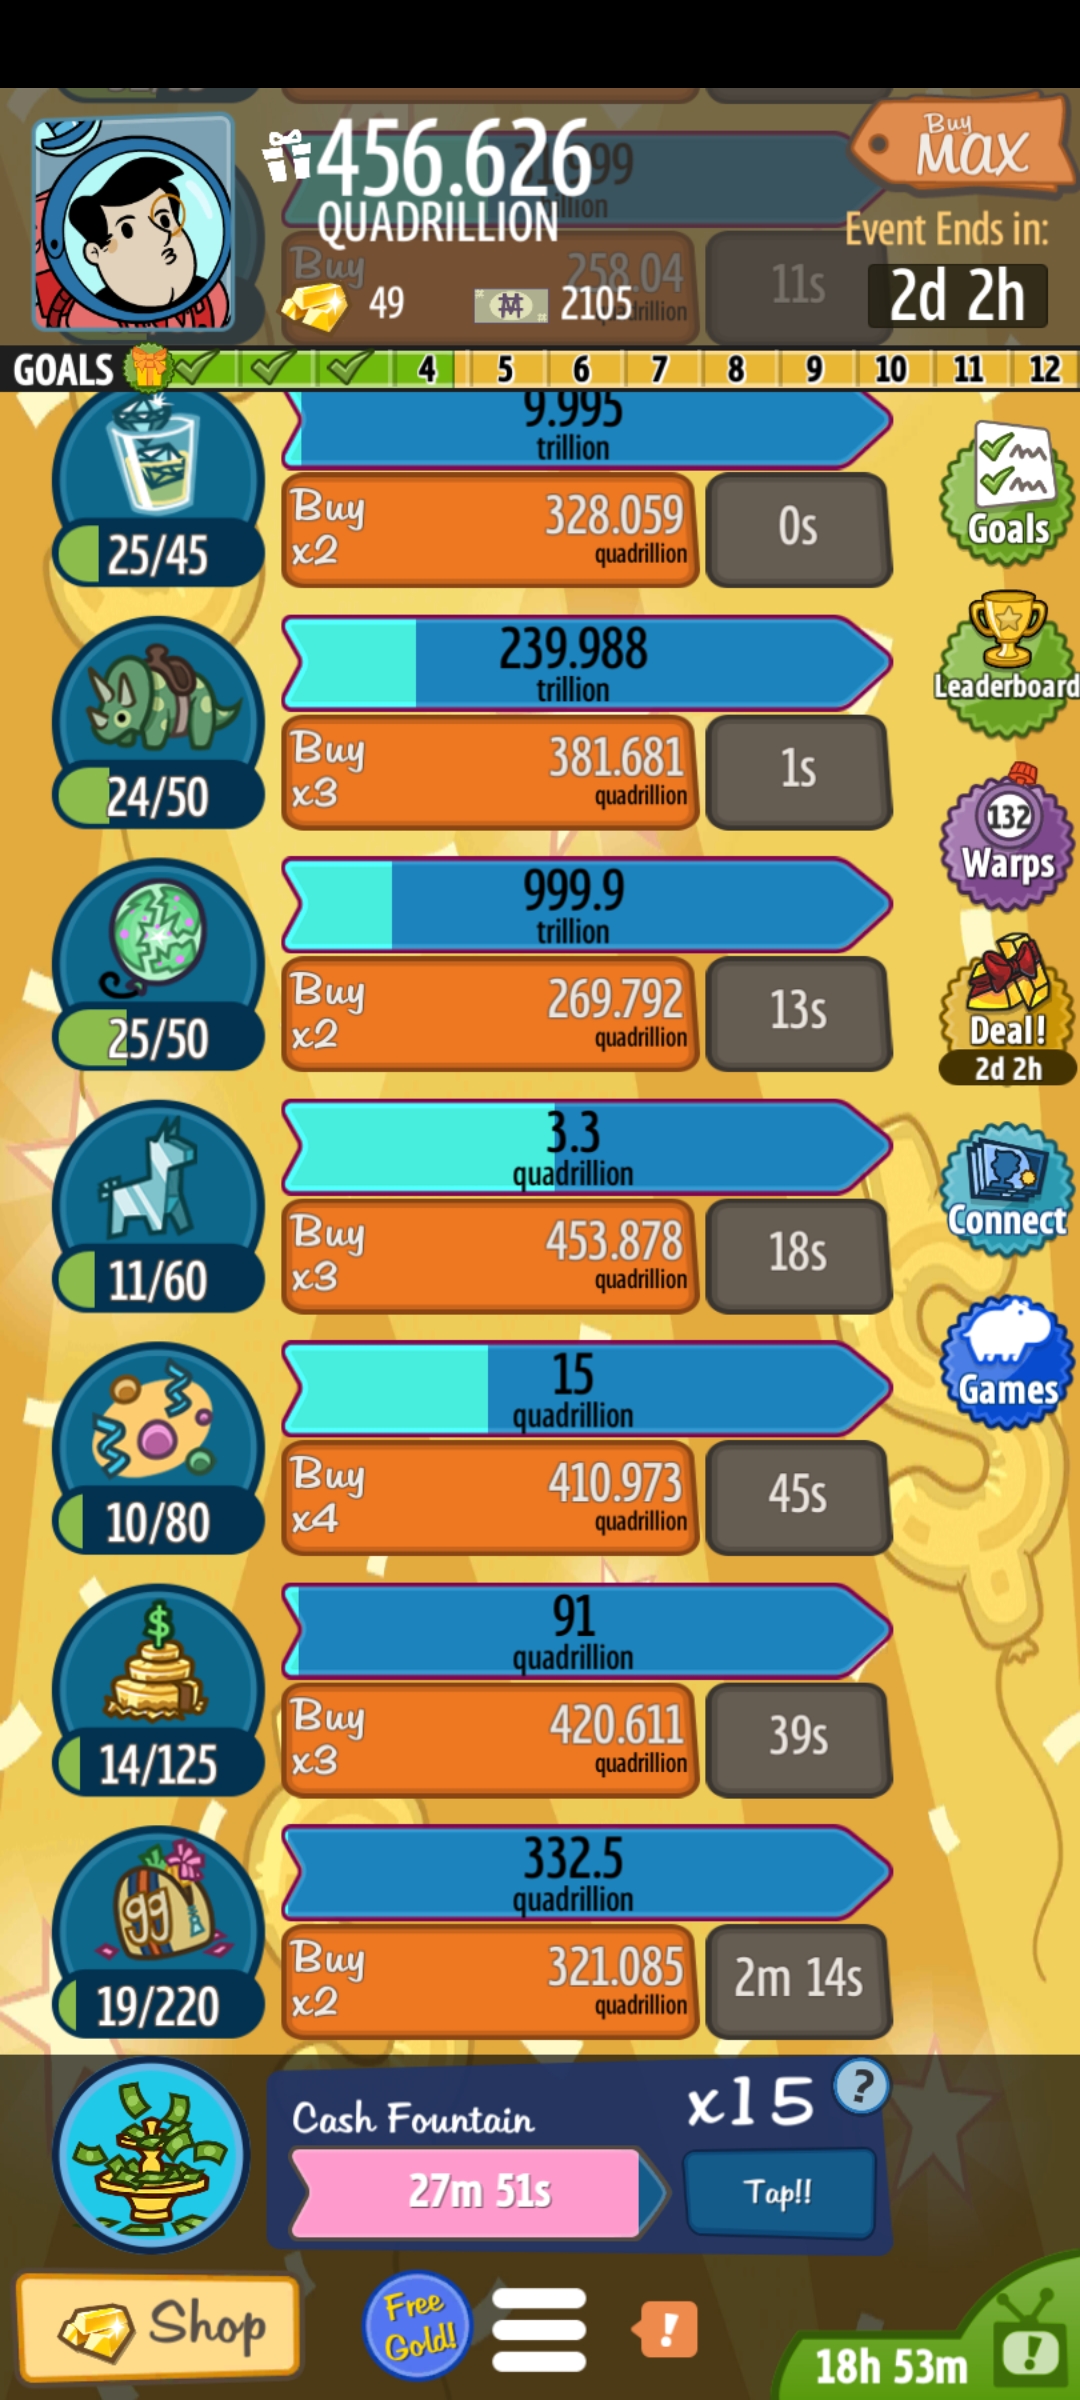 456.626
QUADRILLION
49
2105
Buy
MAX
Event Ends in:
2d 2h
Buy
258.04
11s
GOALS 4 5 6 7 8 9 10 11 12
9.995
trillion
25/45
Buy
x2
328.059
quadrillion
0s
Goals
239.988
trillion
24/50
Buy
x3
381.681
quadrillion
1s
Leaderboard
132
Warps
999.9
trillion
25/50
Buy
x2
269.792
quadrillion
13s
Deal!
2d 2h
3.3
quadrillion
11/60
Buy
x3
453.878
quadrillion
18s
Connect
15
quadrillion
10/80
Buy
x4
410.973
quadrillion
45s
Games
$
91
quadrillion
14/125
Buy
x3
420.611
quadrillion
39s
99
332.5
quadrillion
19/220
Buy
x2
321.085
quadrillion
2m 14s
Cash Fountain
x15
?
27m 51s
Tap!!
Shop
Free
Gold!
!
18h 53m
!